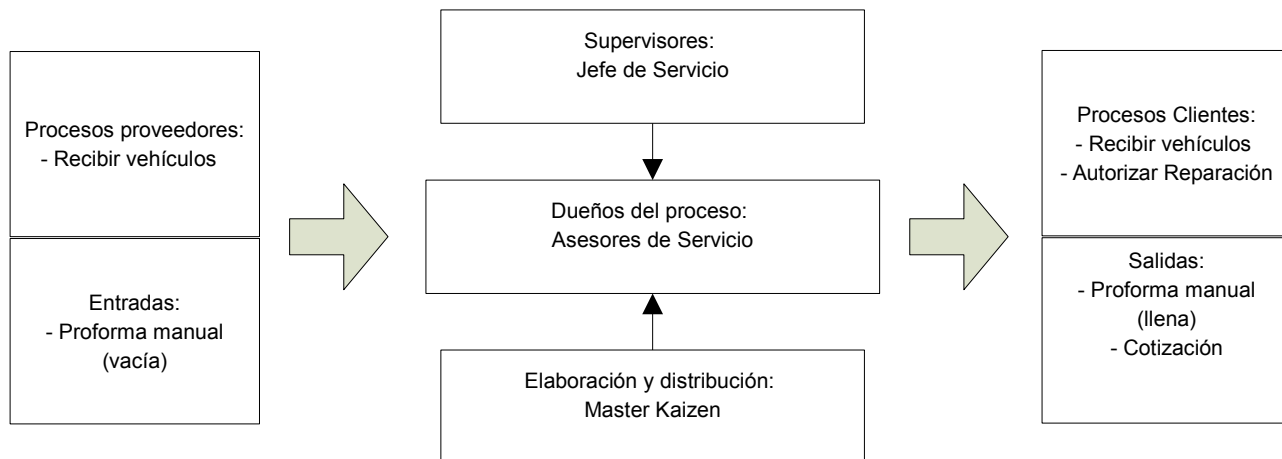 Procesos proveedores:
- Recibir vehículos
Entradas:
- Proforma manual
(vacía)
Supervisores:
Jefe de Servicio
Dueños del proceso:
Asesores de Servicio
Elaboración y distribución:
Master Kaizen
Procesos Clientes:
- Recibir vehículos
- Autorizar Reparación
Salidas:
- Proforma manual
(llena)
- Cotización